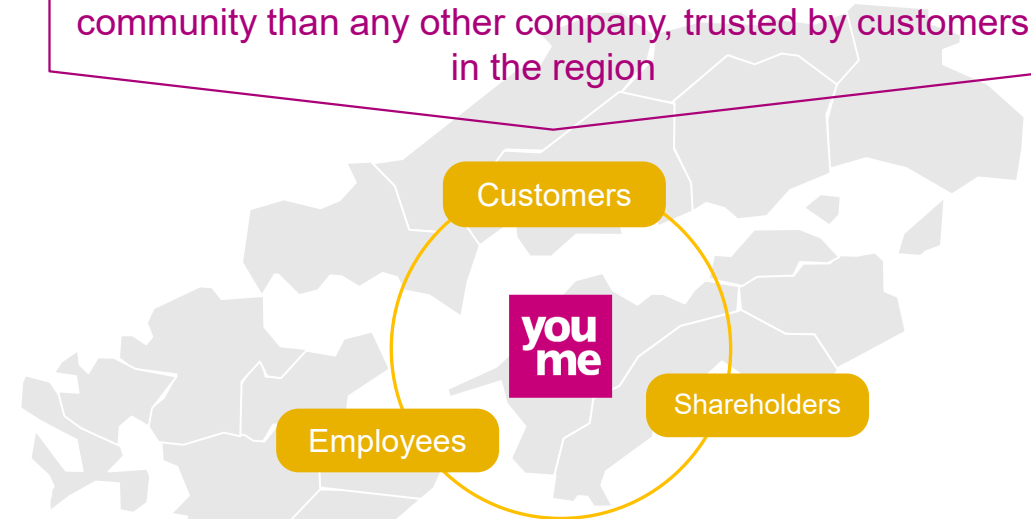 community than any other company, trusted by customers
in the region
Customers
you
me
Shareholders
Employees